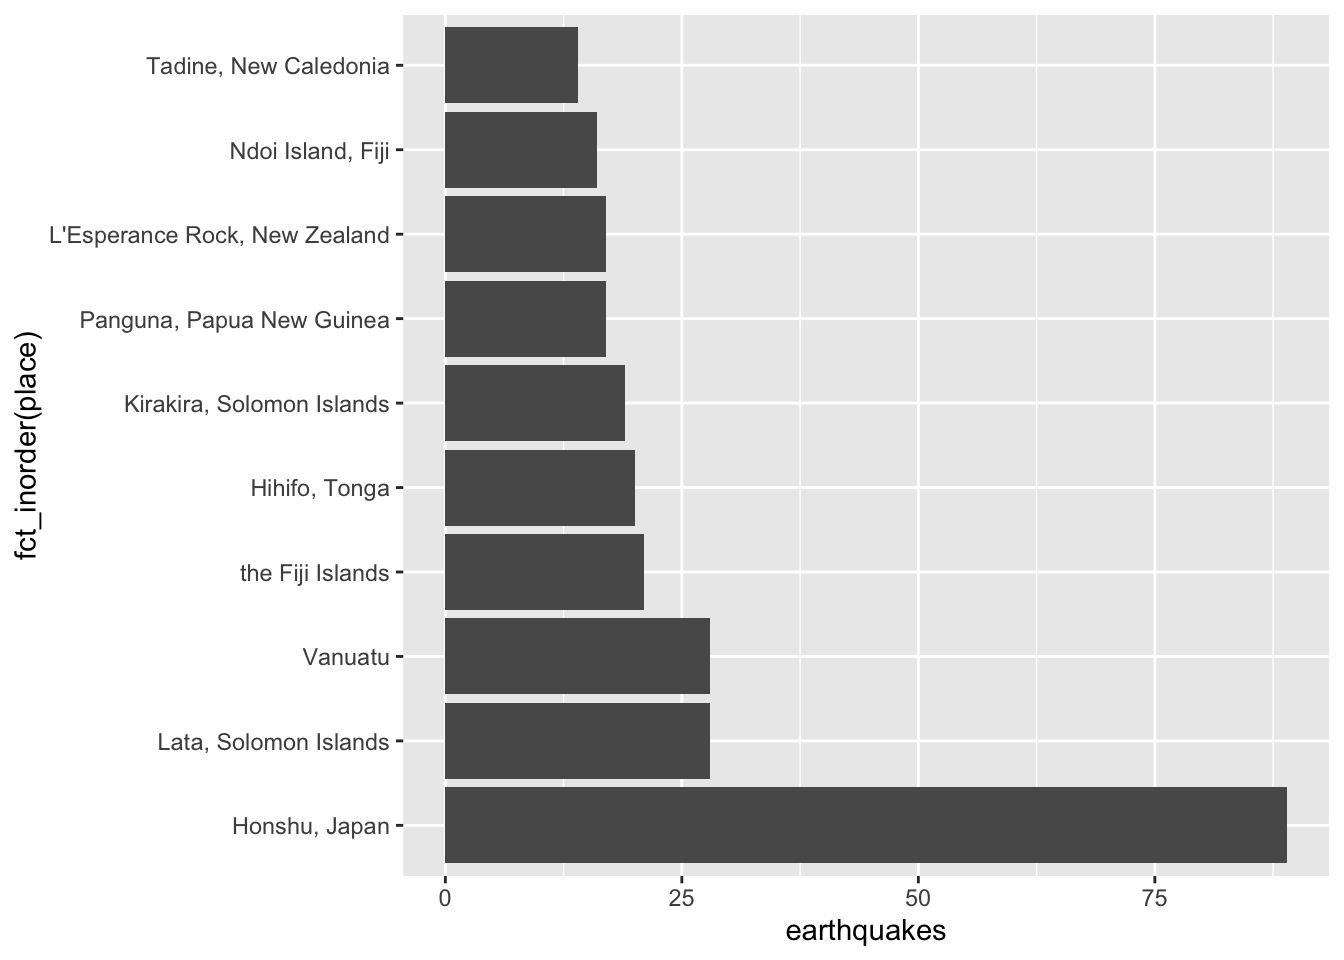 fct_inorder(place)
Tadine, New Caledonia
Ndoi Island, Fiji
L'Esperance Rock, New Zealand
Panguna, Papua New Guinea
Kirakira, Solomon Islands
Hihifo, Tonga
the Fiji Islands
Vanuatu
Lata, Solomon Islands
Honshu, Japan
0 25 50 75
earthquakes